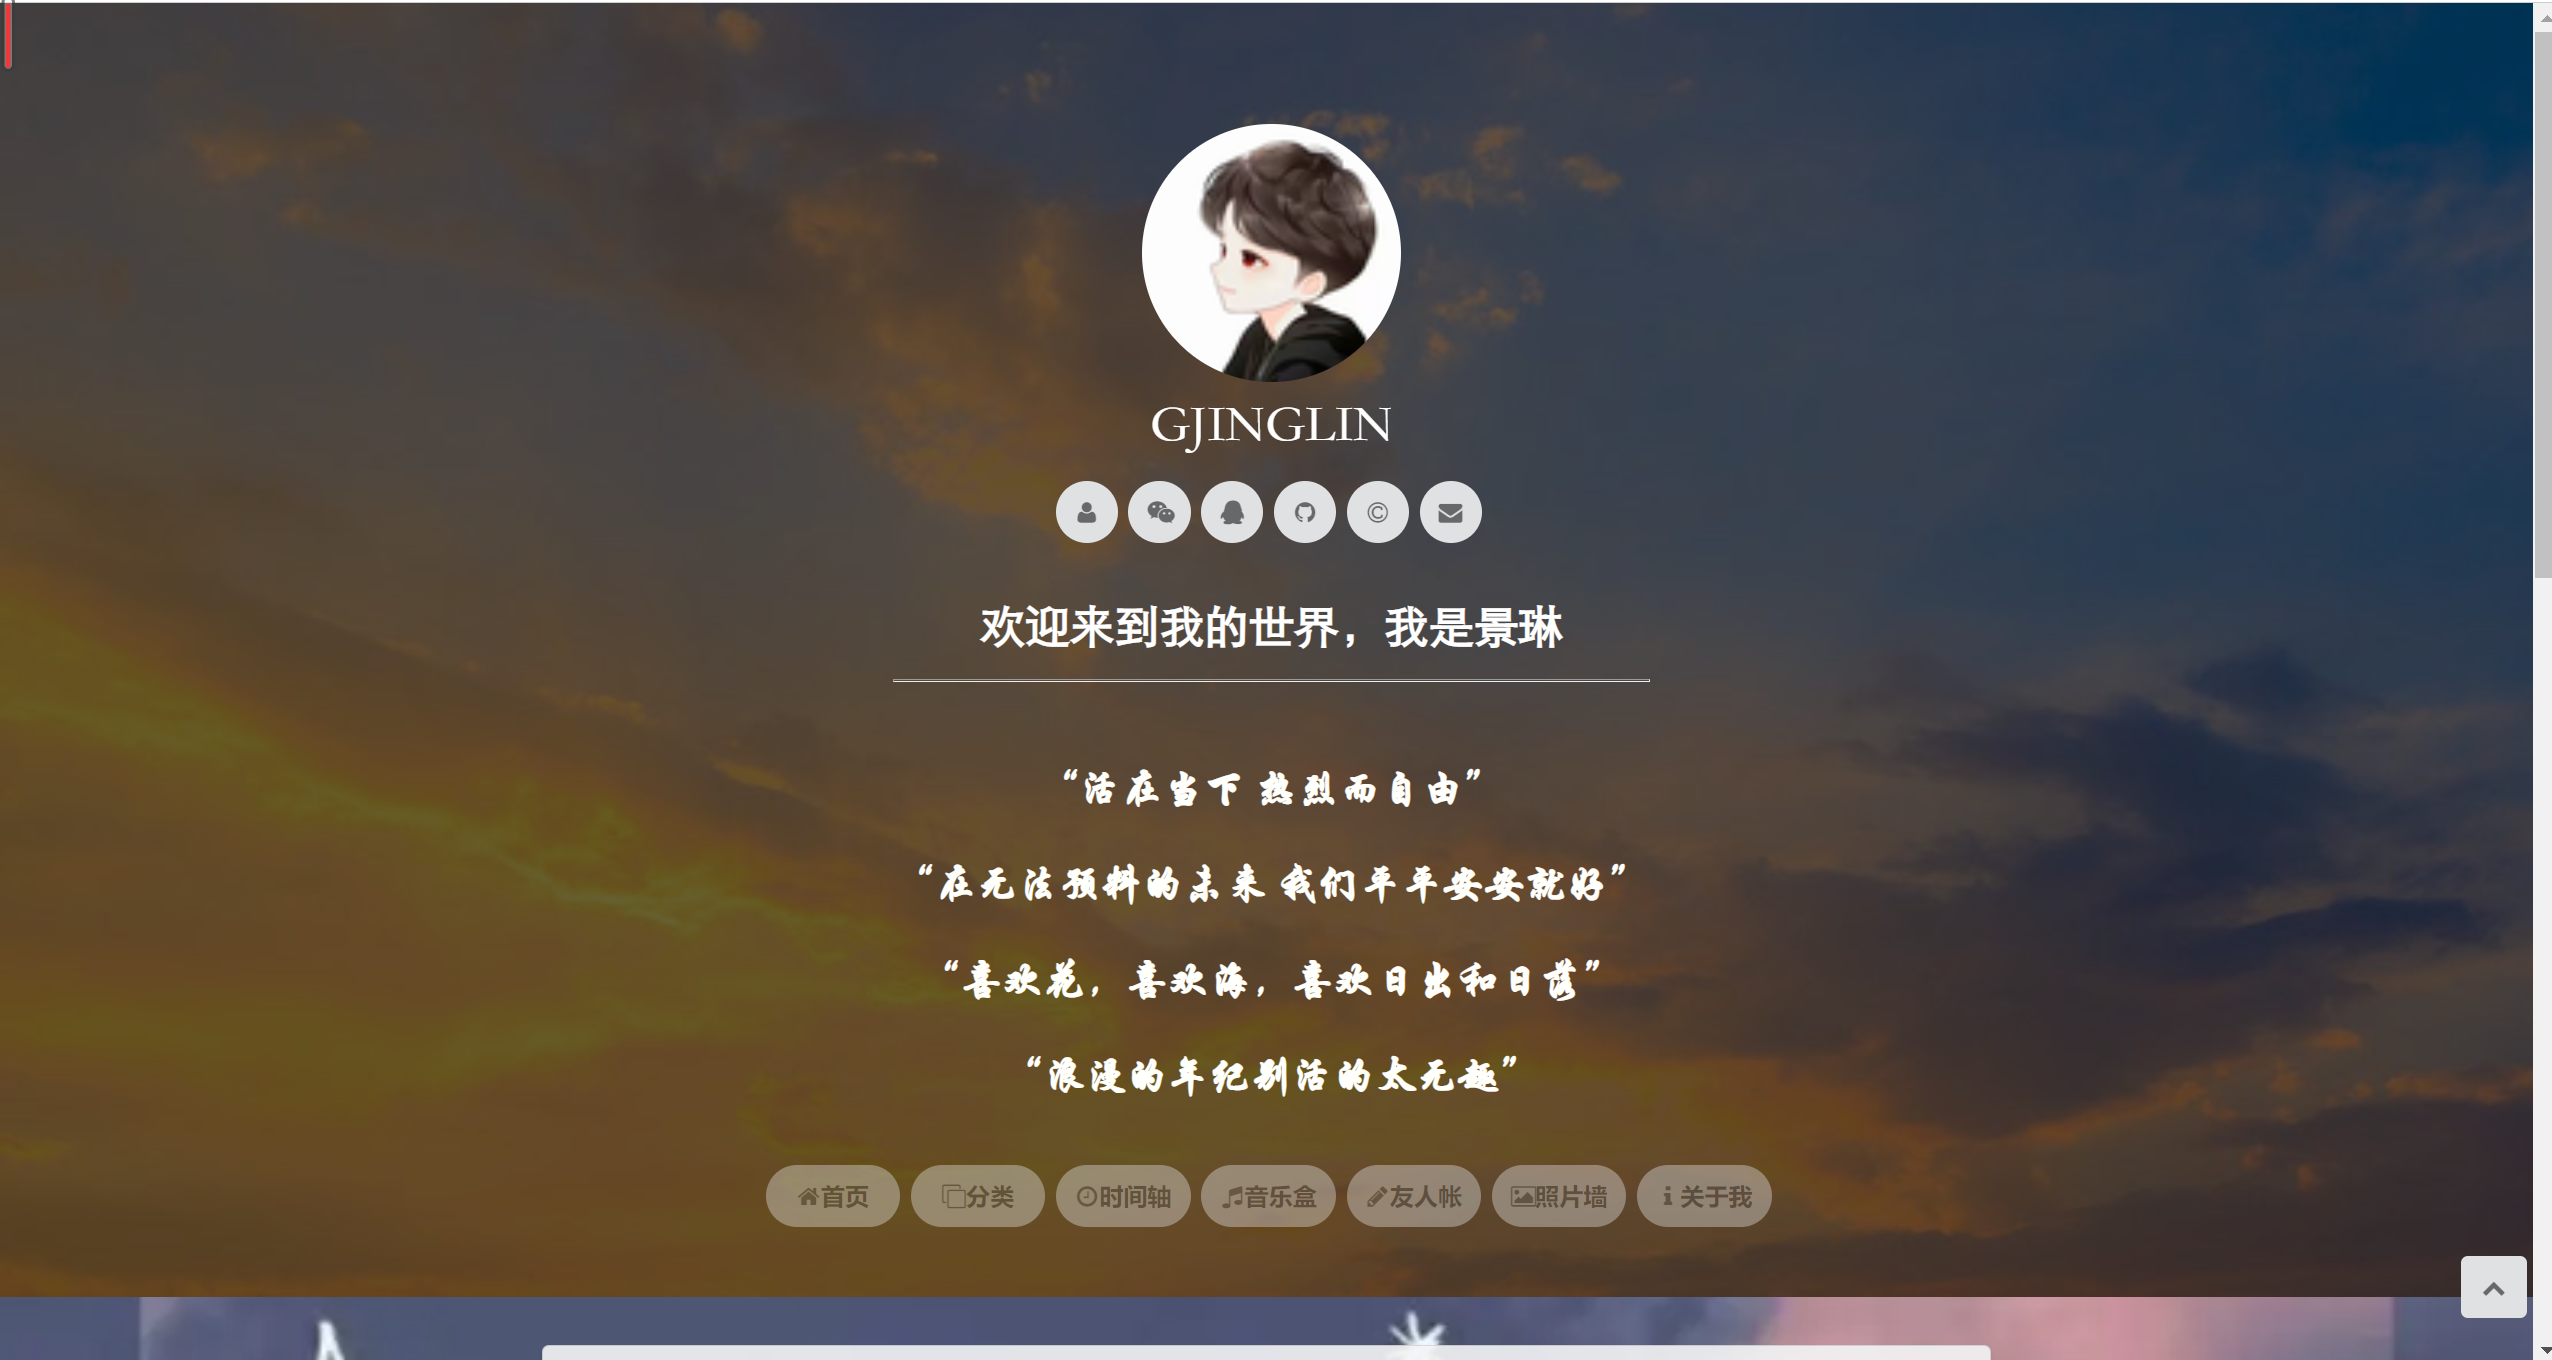 GJINGLIN
欢迎来到我的世界，我是景琳
“活在当下 热烈而自由”
“在无法预料的未来 我们平平安安就好”
“喜欢花，喜欢海，喜欢日出和日落”
“浪漫的年纪别活的太无趣”
首页 分类 时间轴 音乐盒 友人帐 照片墙 关于我